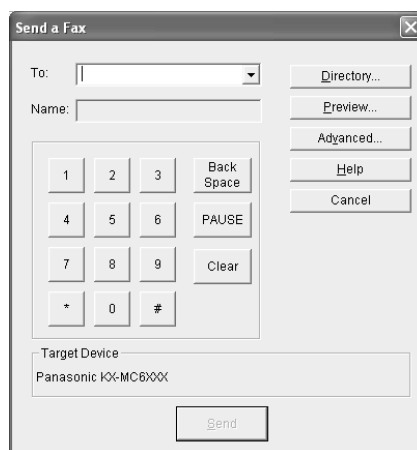 Send a Fax
To:
Name:
Directory...
Preview...
Advanced...
Help
Cancel
1 2 3 Back Space
4 5 6 PAUSE
7 8 9 Clear
* 0 #
Target Device
Panasonic KX-MC6XXX
Send